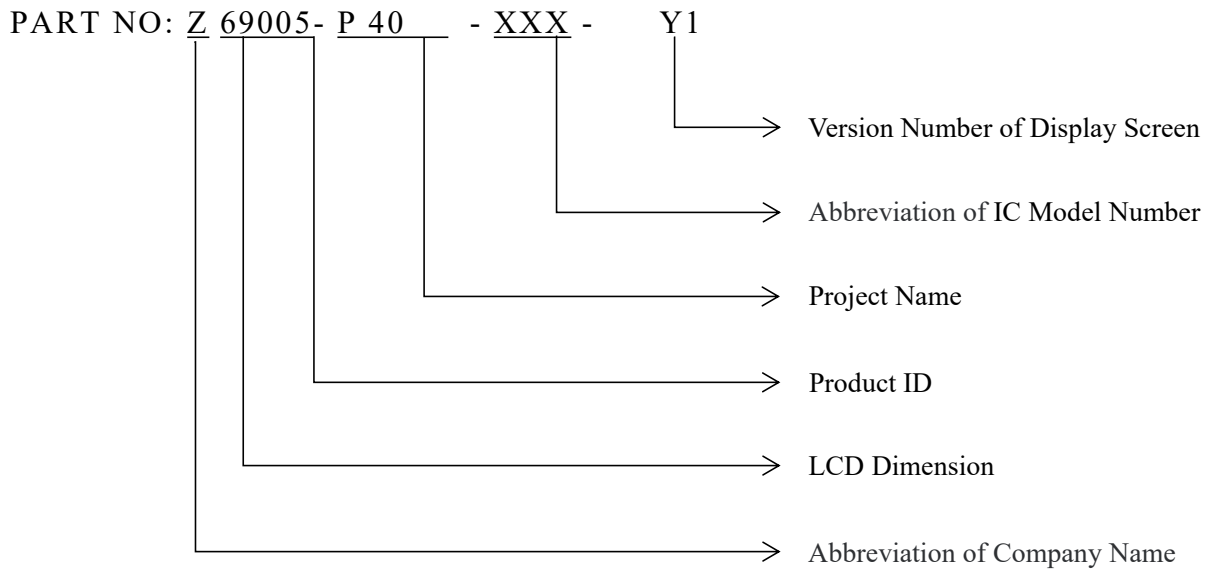 PART NO: Z 69005- P 40 - XXX - Y1
Version Number of Display Screen
Abbreviation of IC Model Number
Project Name
Product ID
LCD Dimension
Abbreviation of Company Name